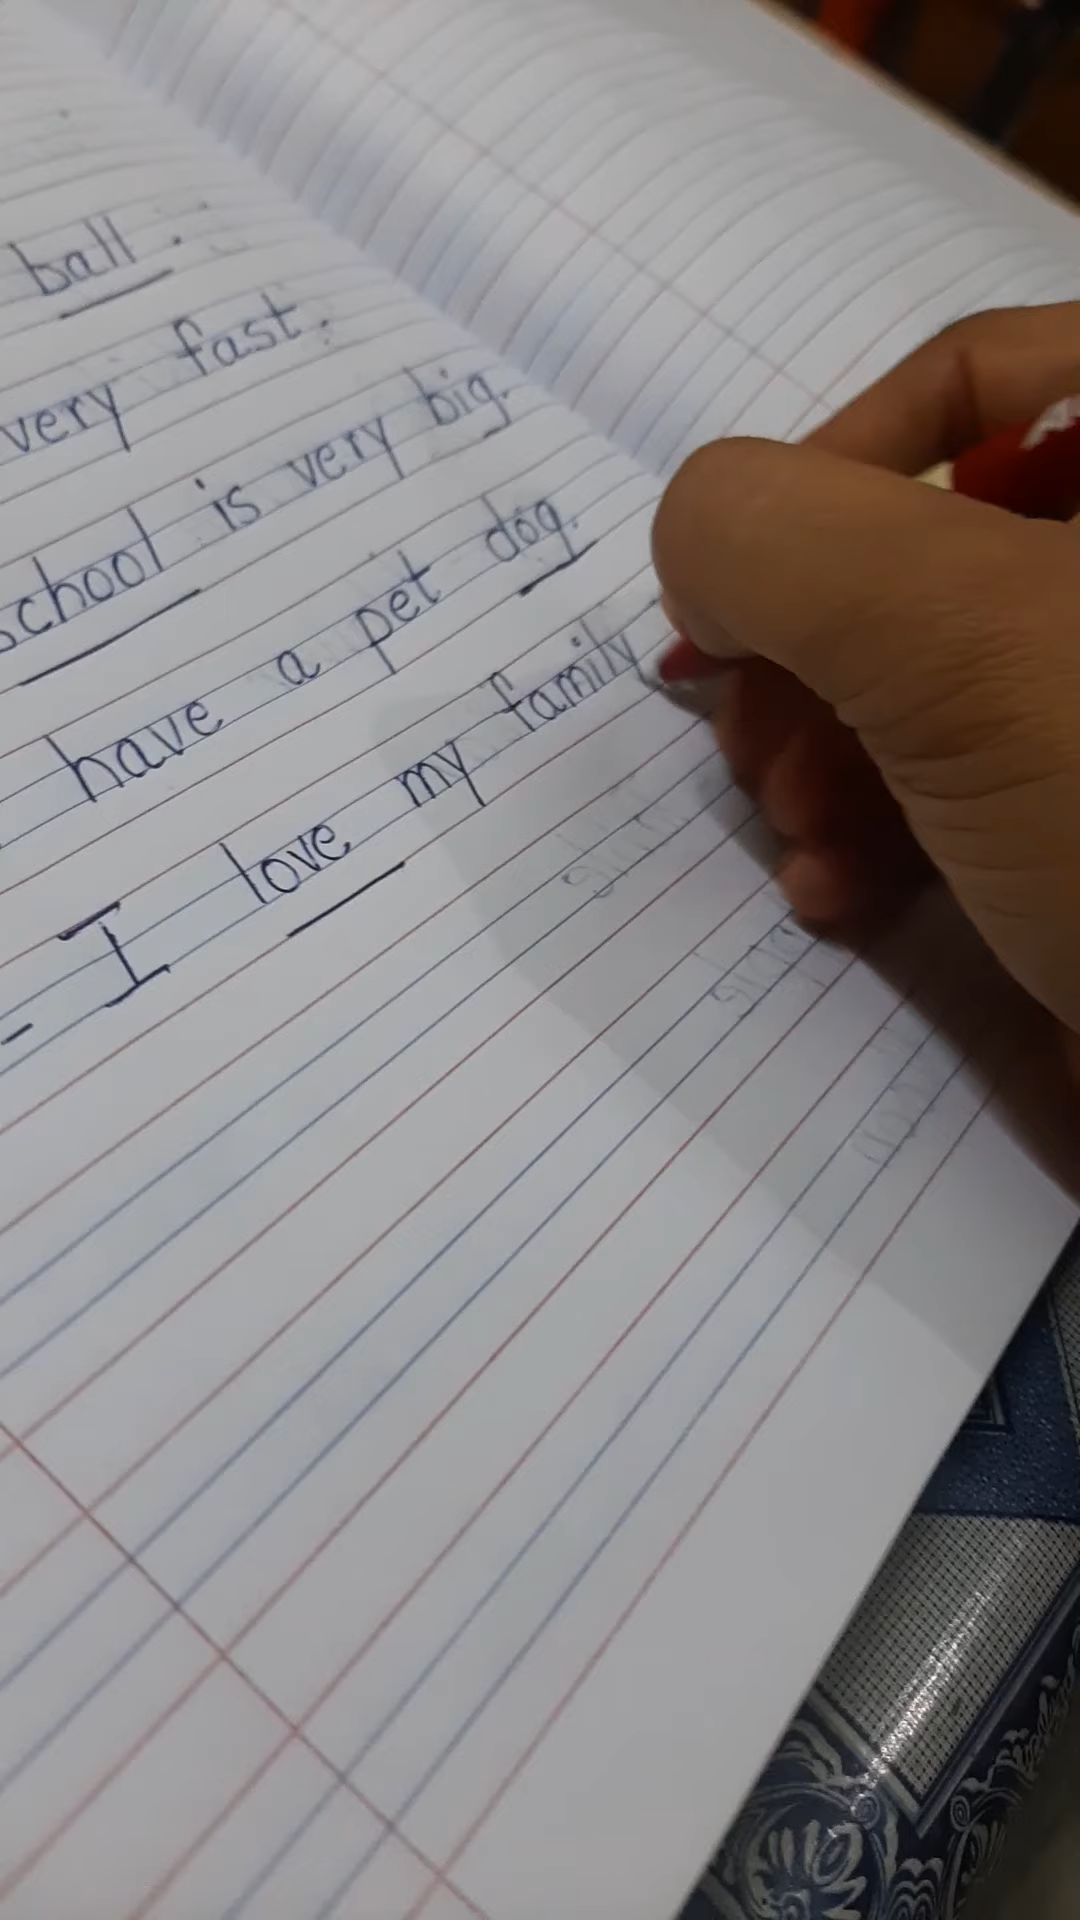 ball.
very fast.
school is very big.
have a pet dog.
- I love my family